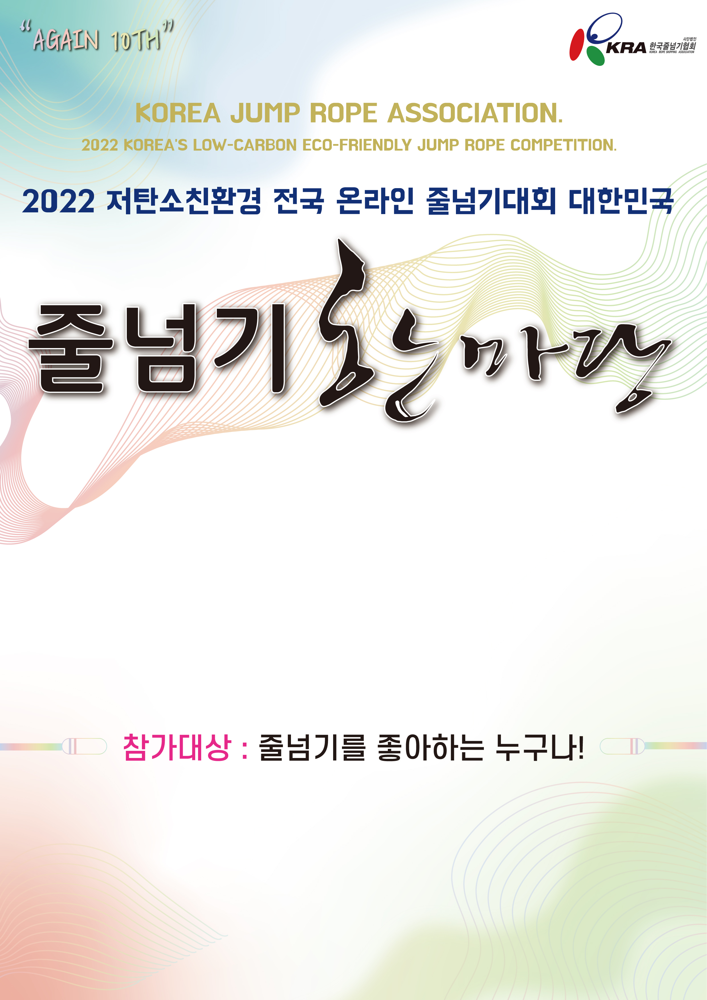 "AGAIN 10TH"
사단법인
KRA 한국줄넘기협회
KOREA ROPE SKIPPING ASSOCIATION
KOREA JUMP ROPE ASSOCIATION.
2022 KOREA'S LOW-CARBON ECO-FRIENDLY JUMP ROPE COMPETITION.
2022 저탄소친환경 전국 온라인 줄넘기대회 대한민국
줄넘기 한마당
참가대상 : 줄넘기를 좋아하는 누구나!